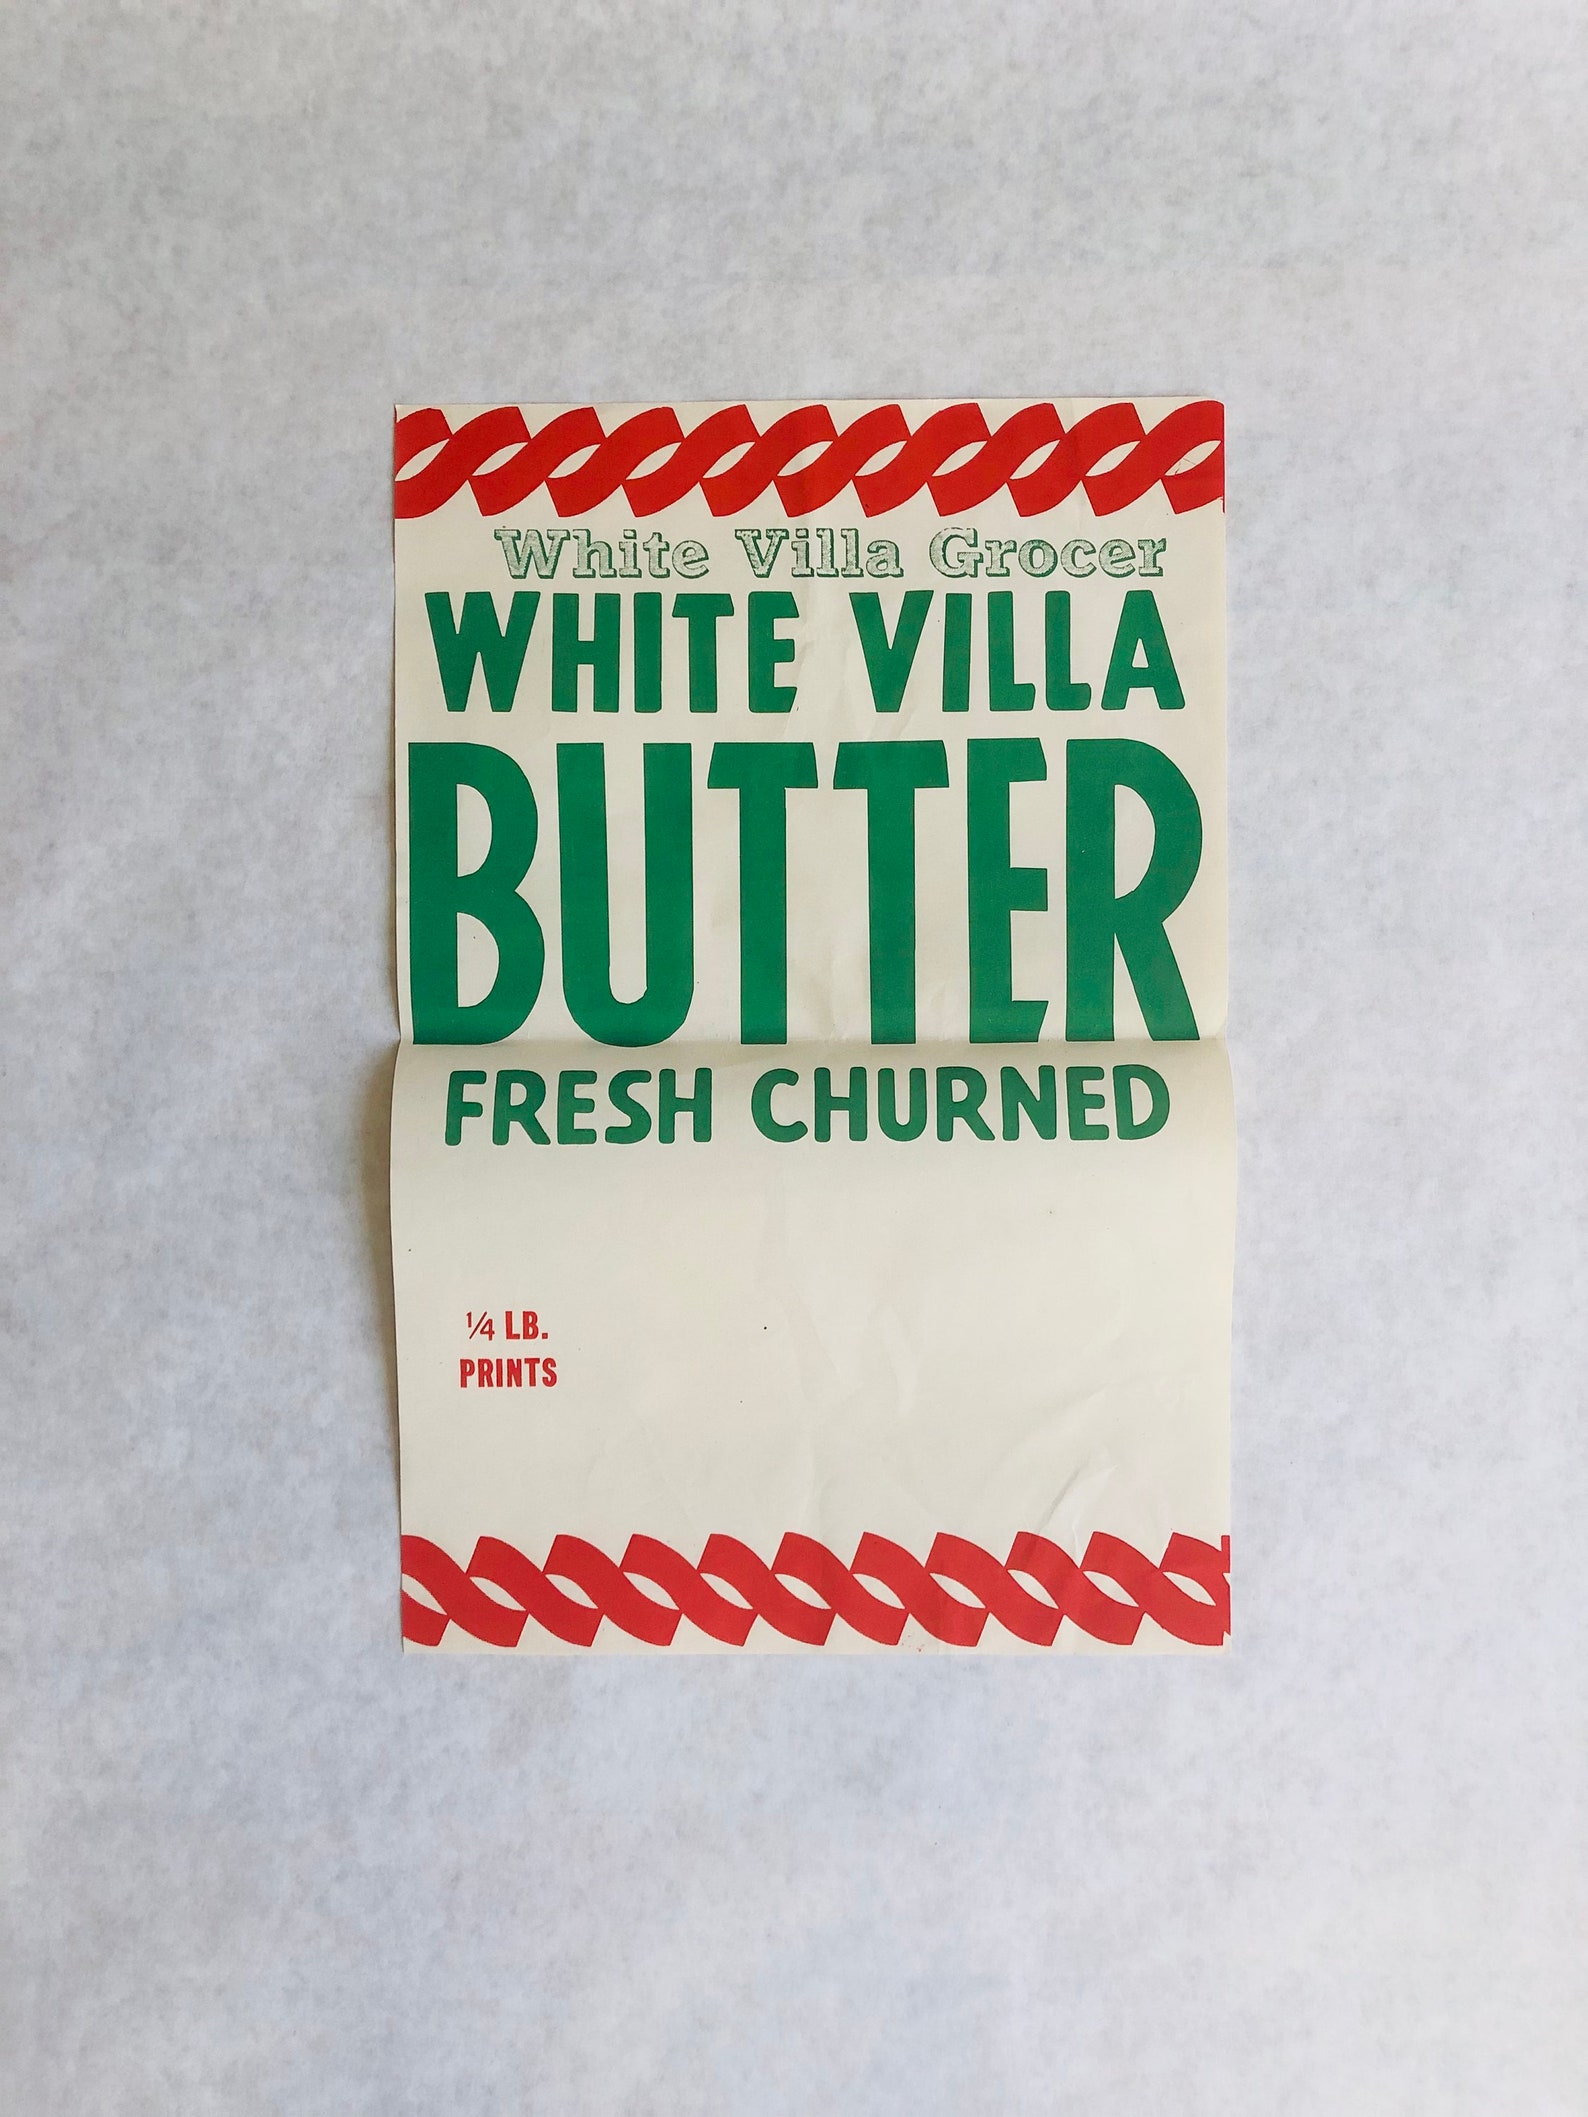 White Villa Grocer
WHITE VILLA
BUTTER
FRESH CHURNED
1/4 LB.
PRINTS